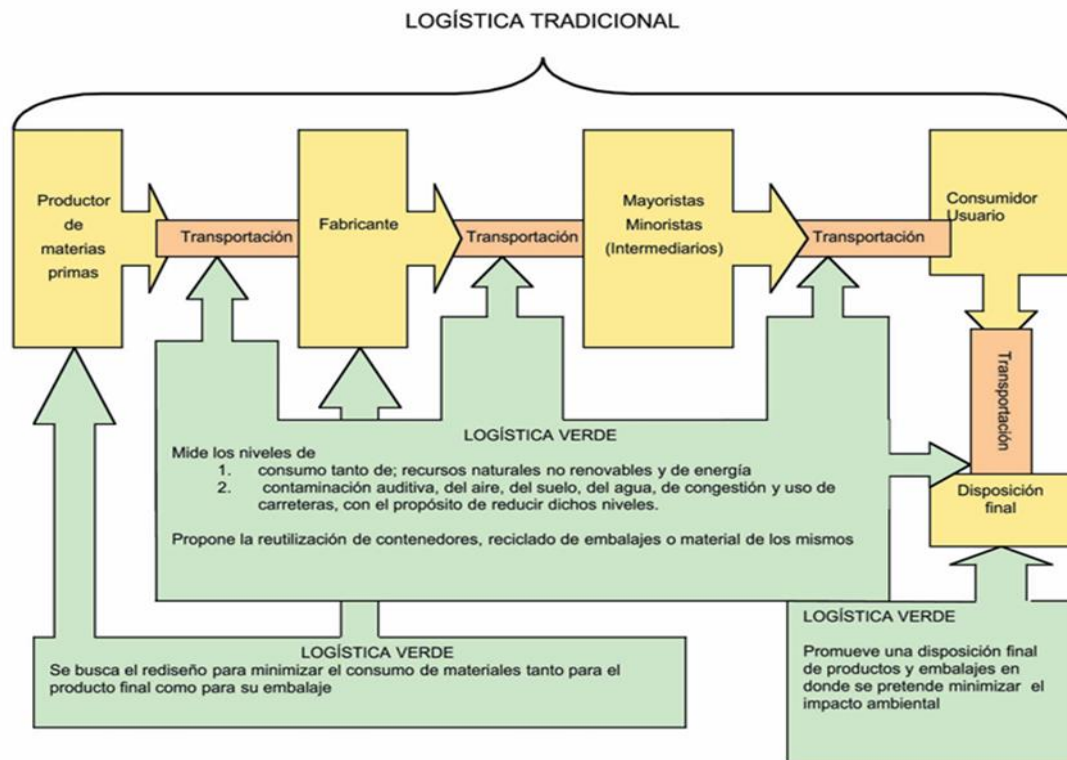 LOGÍSTICA TRADICIONAL
Productor
de
materias
primas
Transportación
Fabricante
Transportación
Mayoristas
Minoristas
(Intermediarios)
Transportación
Consumidor
Usuario
Transportación
Disposición
final
LOGÍSTICA VERDE
Mide los niveles de
1. consumo tanto de; recursos naturales no renovables y de energía
2. contaminación auditiva, del aire, del suelo, del agua, de congestión y uso de
carreteras, con el propósito de reducir dichos niveles.
Propone la reutilización de contenedores, reciclado de embalajes o material de los mismos
LOGÍSTICA VERDE
Se busca el rediseño para minimizar el consumo de materiales tanto para el
producto final como para su embalaje
LOGÍSTICA VERDE
Promueve una disposición final
de productos y embalajes en
donde se pretende minimizar el
impacto ambiental